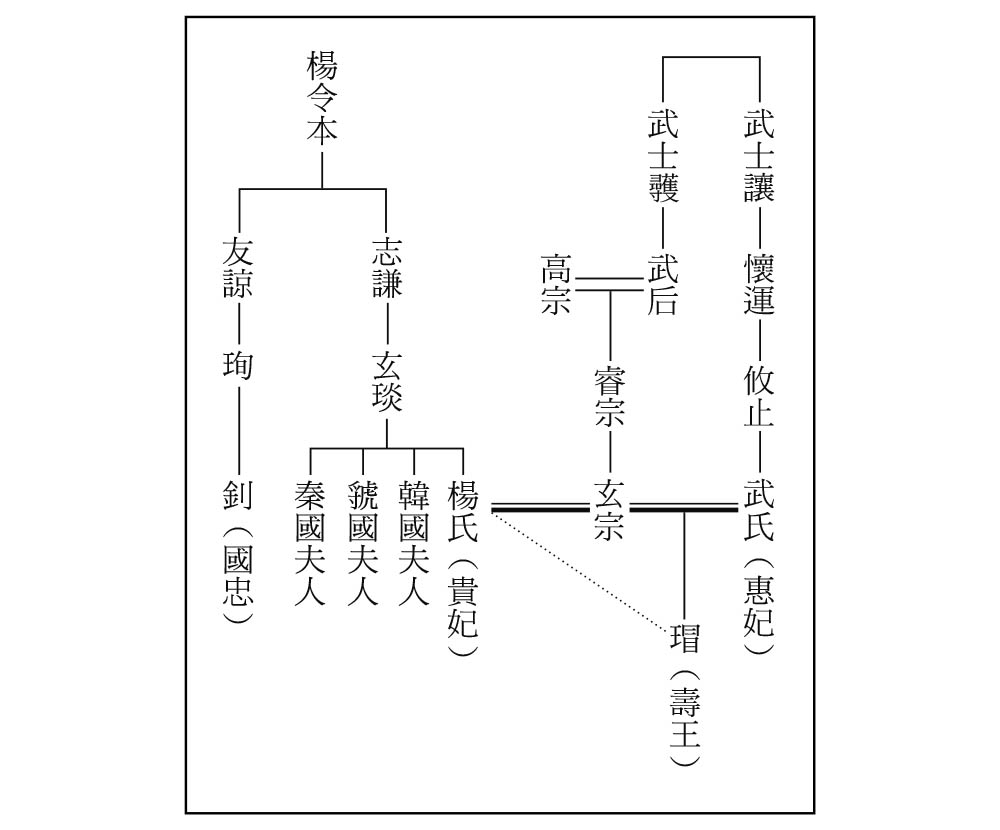 武士讓
懷運
攸止
武氏（惠妃）
武士彠
武后
高宗
睿宗
玄宗
瑁（壽王）
楊令本
志謙
玄琰
楊氏（貴妃）
韓國夫人
虢國夫人
秦國夫人
友諒
珣
釗（國忠）